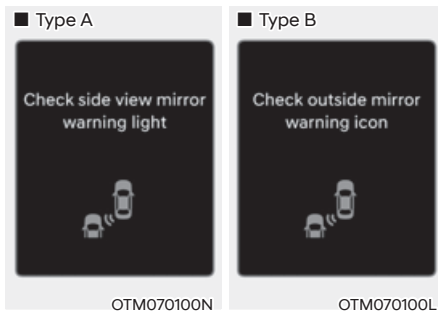 ■ Type A
Check side view mirror
warning light
OTM070100N
■ Type B
Check outside mirror
warning icon
OTM070100L